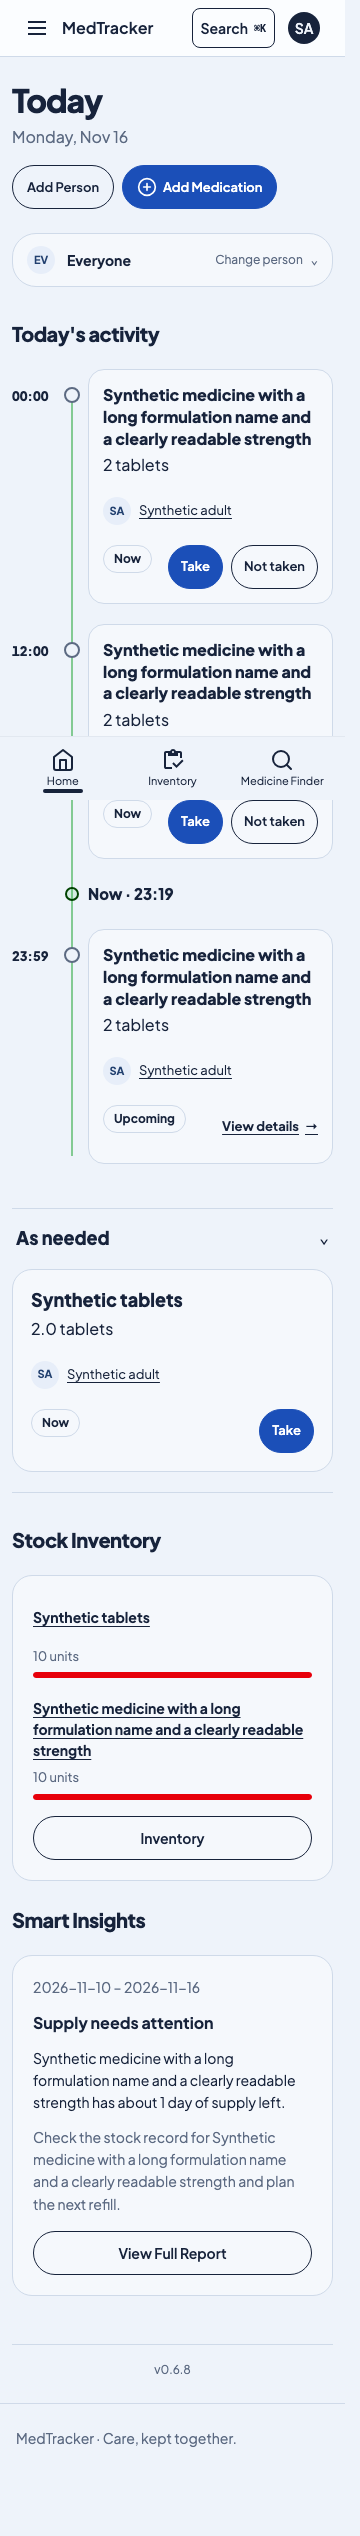 MedTracker
Search ⌘K
SA
Today
Monday, Nov 16
Add Person
Add Medication
EV
Everyone
Change person
Today's activity
00:00
Synthetic medicine with a
long formulation name and
a clearly readable strength
2 tablets
SA
Synthetic adult
Now
Take
Not taken
12:00
Synthetic medicine with a
long formulation name and
a clearly readable strength
2 tablets
Home
Inventory
Medicine Finder
Now
Take
Not taken
Now · 23:19
23:59
Synthetic medicine with a
long formulation name and
a clearly readable strength
2 tablets
SA
Synthetic adult
Upcoming
View details →
As needed
Synthetic tablets
2.0 tablets
SA
Synthetic adult
Now
Take
Stock Inventory
Synthetic tablets
10 units
Synthetic medicine with a long
formulation name and a clearly readable
strength
10 units
Inventory
Smart Insights
2026-11-10 – 2026-11-16
Supply needs attention
Synthetic medicine with a long
formulation name and a clearly readable
strength has about 1 day of supply left.
Check the stock record for Synthetic
medicine with a long formulation name
and a clearly readable strength and plan
the next refill.
View Full Report
v0.6.8
MedTracker · Care, kept together.